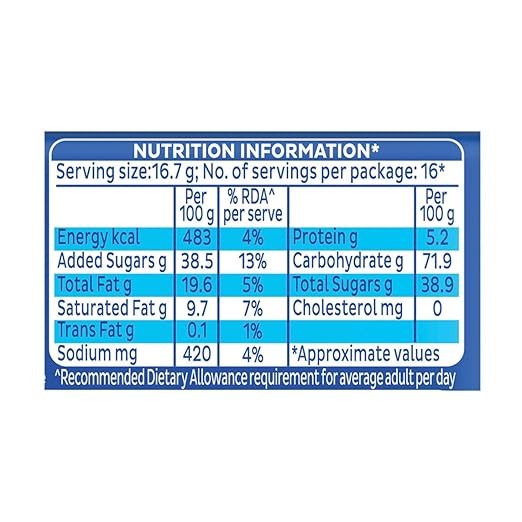 NUTRITION INFORMATION*
Serving size:16.7 g; No. of servings per package: 16*
Per 100 g % RDA^ per serve Per 100 g
Energy kcal 483 4% Protein g 5.2
Added Sugars g 38.5 13% Carbohydrate g 71.9
Total Fat g 19.6 5% Total Sugars g 38.9
Saturated Fat g 9.7 7% Cholesterol mg 0
Trans Fat g 0.1 1%
Sodium mg 420 4% *Approximate values
^Recommended Dietary Allowance requirement for average adult per day